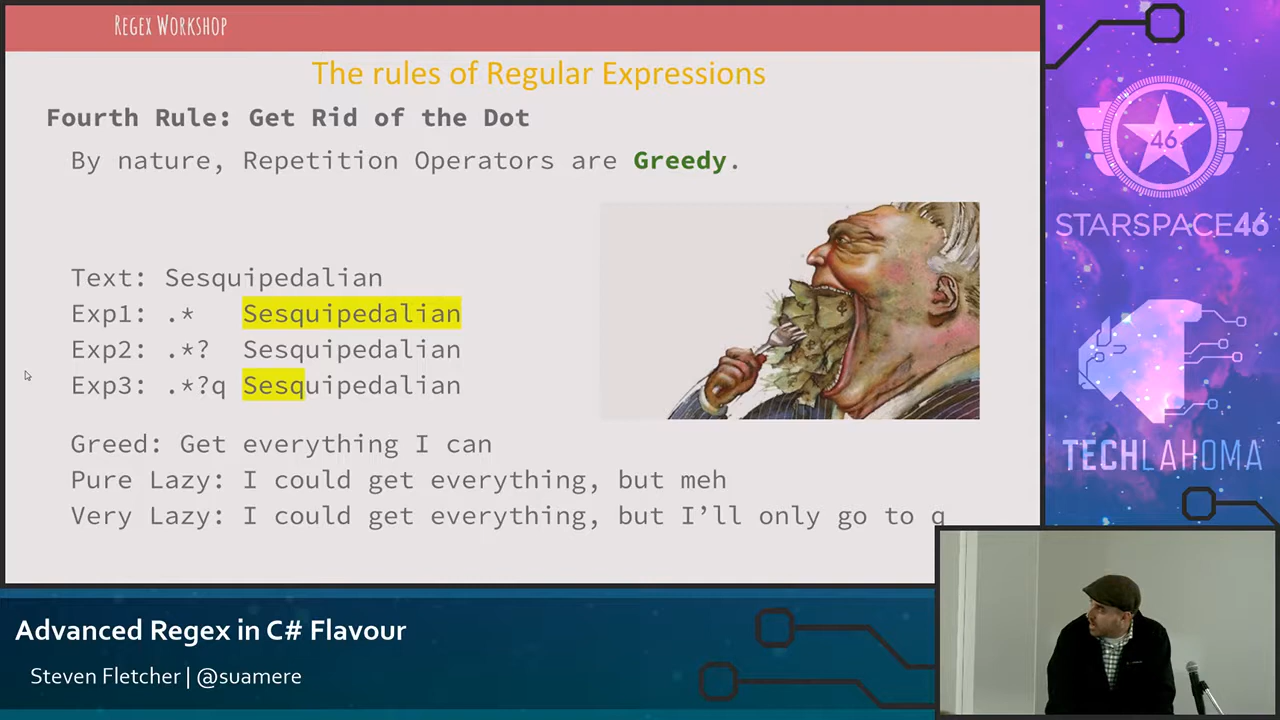 Regex Workshop
The rules of Regular Expressions
Fourth Rule: Get Rid of the Dot
By nature, Repetition Operators are Greedy.
Text: Sesquipedalian
Exp1: .* Sesquipedalian
Exp2: .*? Sesquipedalian
Exp3: .*?q Sesquipedalian
Greed: Get everything I can
Pure Lazy: I could get everything, but meh
Very Lazy: I could get everything, but I’ll only go to q
46
STARSPACE46
TECHLAHOMA
Advanced Regex in C# Flavour
Steven Fletcher | @suamere